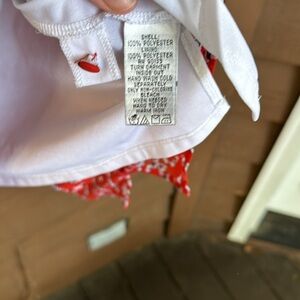 SHELL:
100% POLYESTER
LINING:
100% POLYESTER
RN 90193
TURN GARMENT
INSIDE OUT
HAND WASH COLD
SEPARATELY
ONLY NON-CHLORINE
BLEACH
WHEN NEEDED
HANG TO DRY
WARM IRON